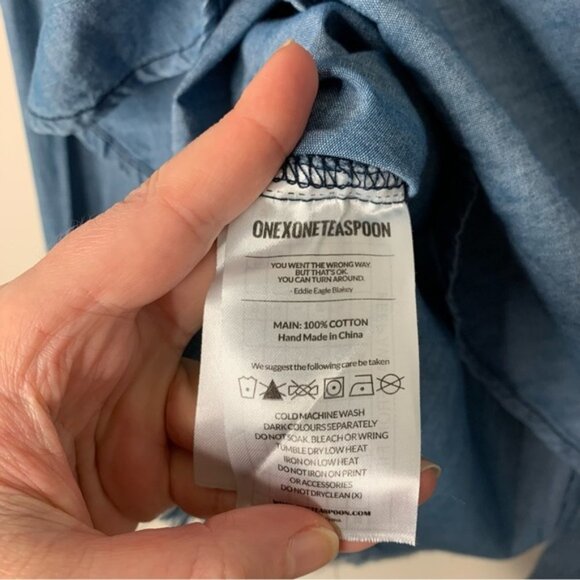 ONEXONETEASPOON
YOU WENT THE WRONG WAY.
BUT THAT'S OK.
YOU CAN TURN AROUND.
- Eddie Eagle Blakey
MAIN: 100% COTTON
Hand Made in China
We suggest the following care be taken
COLD MACHINE WASH
DARK COLOURS SEPARATELY
DO NOT SOAK, BLEACH OR WRING
TUMBLE DRY LOW HEAT
IRON ON LOW HEAT
DO NOT IRON ON PRINT
OR ACCESSORIES
DO NOT DRYCLEAN (X)
TEASPOON.COM